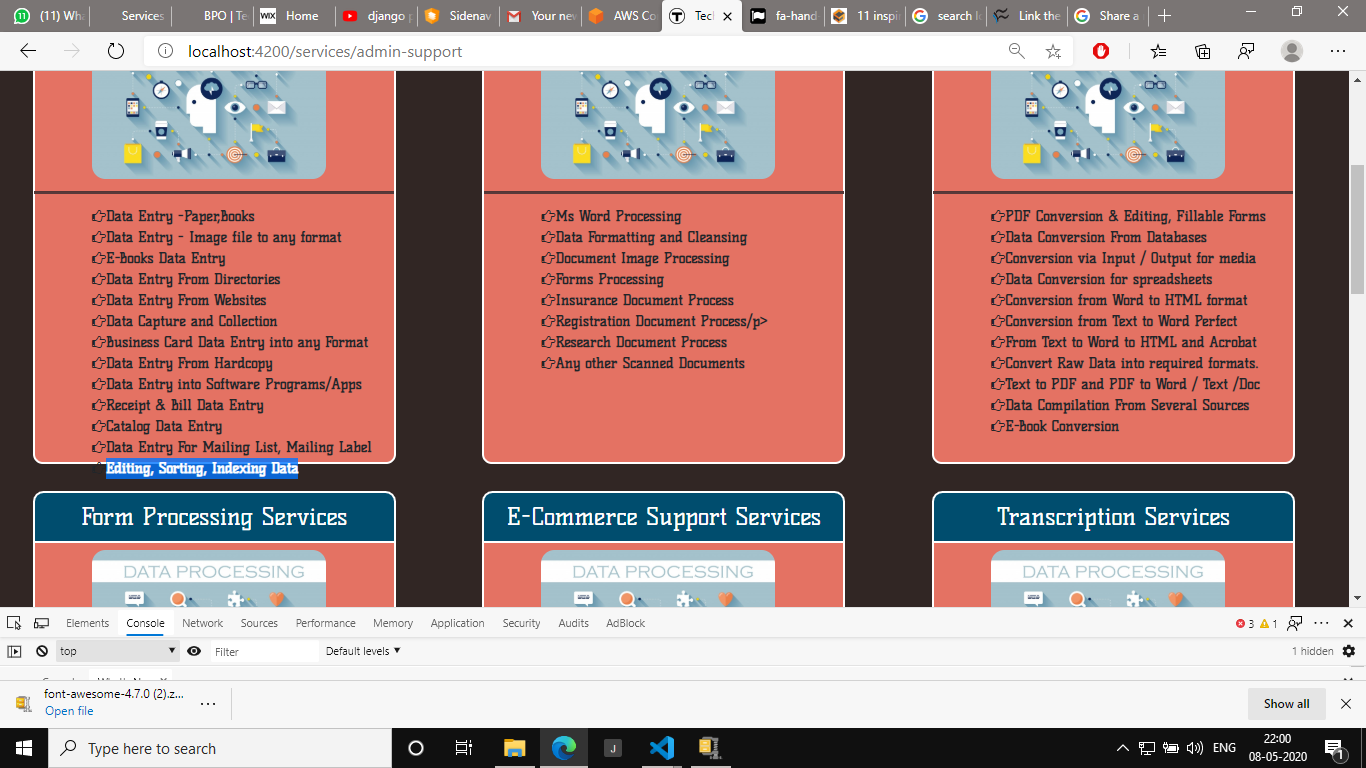 (11) Wha
Services
BPO | Te
WIX Home
django p
Sidenav
Your new
AWS Co
Tech
fa-hand
11 inspi
search lo
Link the
Share a
localhost:4200/services/admin-support
Data Entry -Paper,Books
Data Entry - Image file to any format
E-Books Data Entry
Data Entry From Directories
Data Entry From Websites
Data Capture and Collection
Business Card Data Entry into any Format
Data Entry From Hardcopy
Data Entry into Software Programs/Apps
Receipt & Bill Data Entry
Catalog Data Entry
Data Entry For Mailing List, Mailing Label
Editing, Sorting, Indexing Data
Ms Word Processing
Data Formatting and Cleansing
Document Image Processing
Forms Processing
Insurance Document Process
Registration Document Process/p>
Research Document Process
Any other Scanned Documents
PDF Conversion & Editing, Fillable Forms
Data Conversion From Databases
Conversion via Input / Output for media
Data Conversion for spreadsheets
Conversion from Word to HTML format
Conversion from Text to Word Perfect
From Text to Word to HTML and Acrobat
Convert Raw Data into required formats.
Text to PDF and PDF to Word / Text /Doc
Data Compilation From Several Sources
E-Book Conversion
Form Processing Services
E-Commerce Support Services
Transcription Services
DATA PROCESSING
DATA PROCESSING
DATA PROCESSING
Elements Console Network Sources Performance Memory Application Security Audits AdBlock 3 1
top Filter Default levels 1 hidden
font-awesome-4.7.0 (2).z...
Open file
Show all
Type here to search
J
ENG
22:00
08-05-2020
1